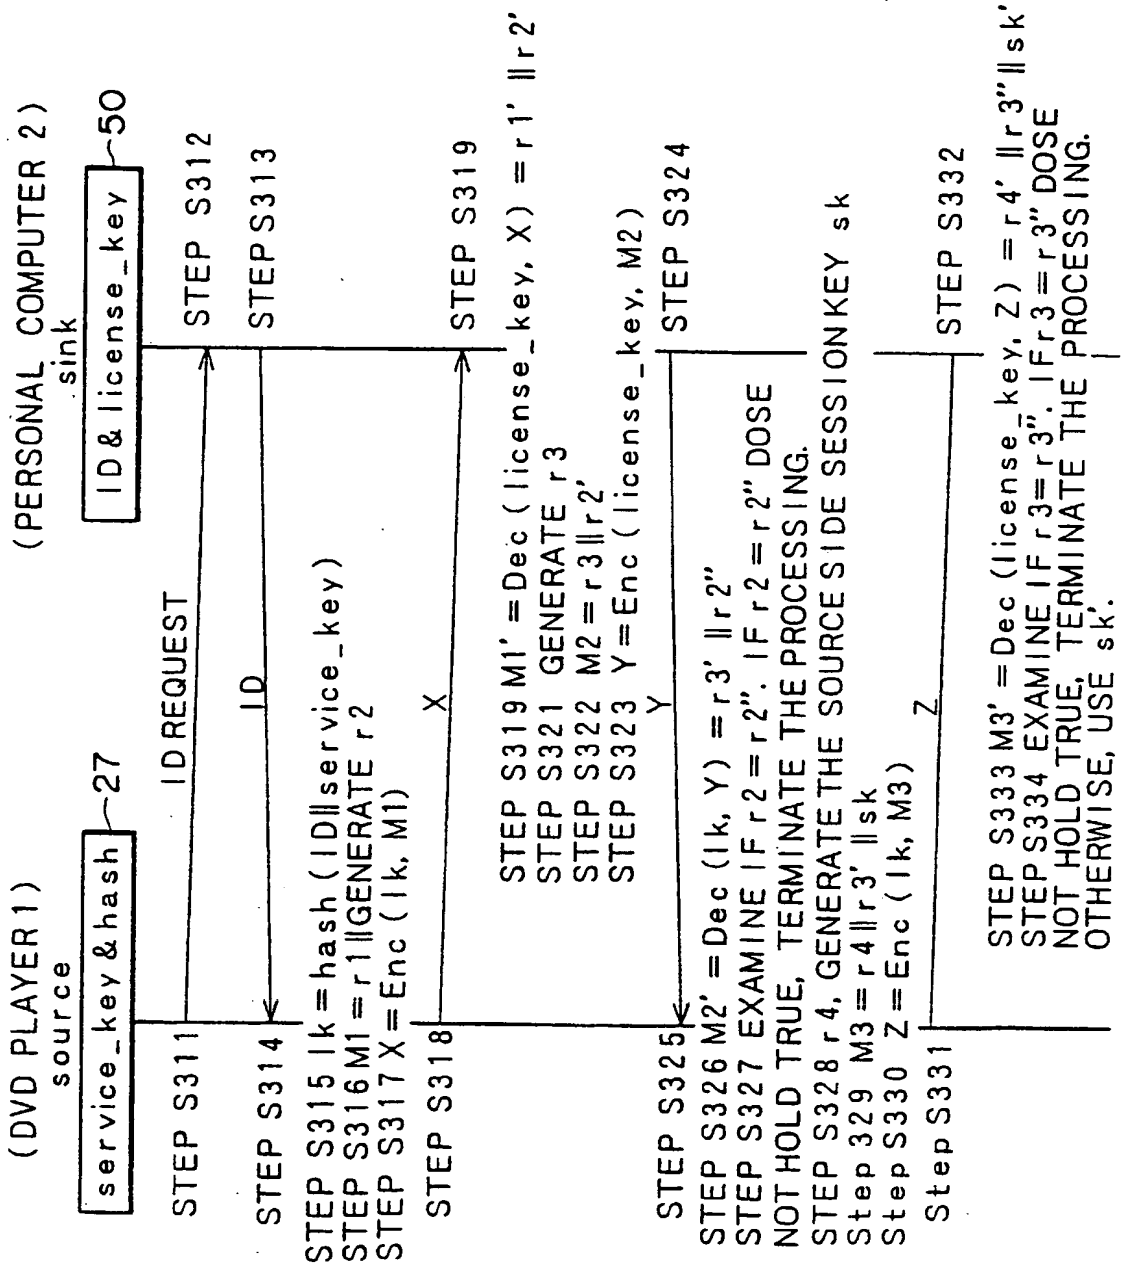 (DVD PLAYER1)
source
service_key&hash
27
(PERSONAL COMPUTER 2)
sink
ID&license_key
50
STEP S311
ID REQUEST
STEP S312
STEP S313
ID
STEP S314
STEP S315 lk=hash(ID‖service_key)
STEP S316 M1=r1‖GENERATE r2
STEP S317 X=Enc(lk, M1)
STEP S318
X
STEP S319
STEP S319 M1'=Dec(license_key, X)=r1'‖r2'
STEP S321 GENERATE r3
STEP S322 M2=r3‖r2'
STEP S323 Y=Enc(license_key, M2)
STEP S324
Y
STEP S325
STEP S326 M2'=Dec(lk, Y)=r3'‖r2"
STEP S327 EXAMINE IF r2=r2". IF r2=r2" DOSE
NOT HOLD TRUE, TERMINATE THE PROCESSING.
STEP S328 r4, GENERATE THE SOURCE SIDE SESSION KEY sk
Step 329 M3=r4‖r3'‖sk
Step S330 Z=Enc(lk, M3)
Step S331
Z
STEP S332
STEP S333 M3'=Dec(license_key, Z)=r4'‖r3"‖sk'
STEP S334 EXAMINE IF r3=r3". IF r3=r3" DOSE
NOT HOLD TRUE, TERMINATE THE PROCESSING.
OTHERWISE, USE sk'.